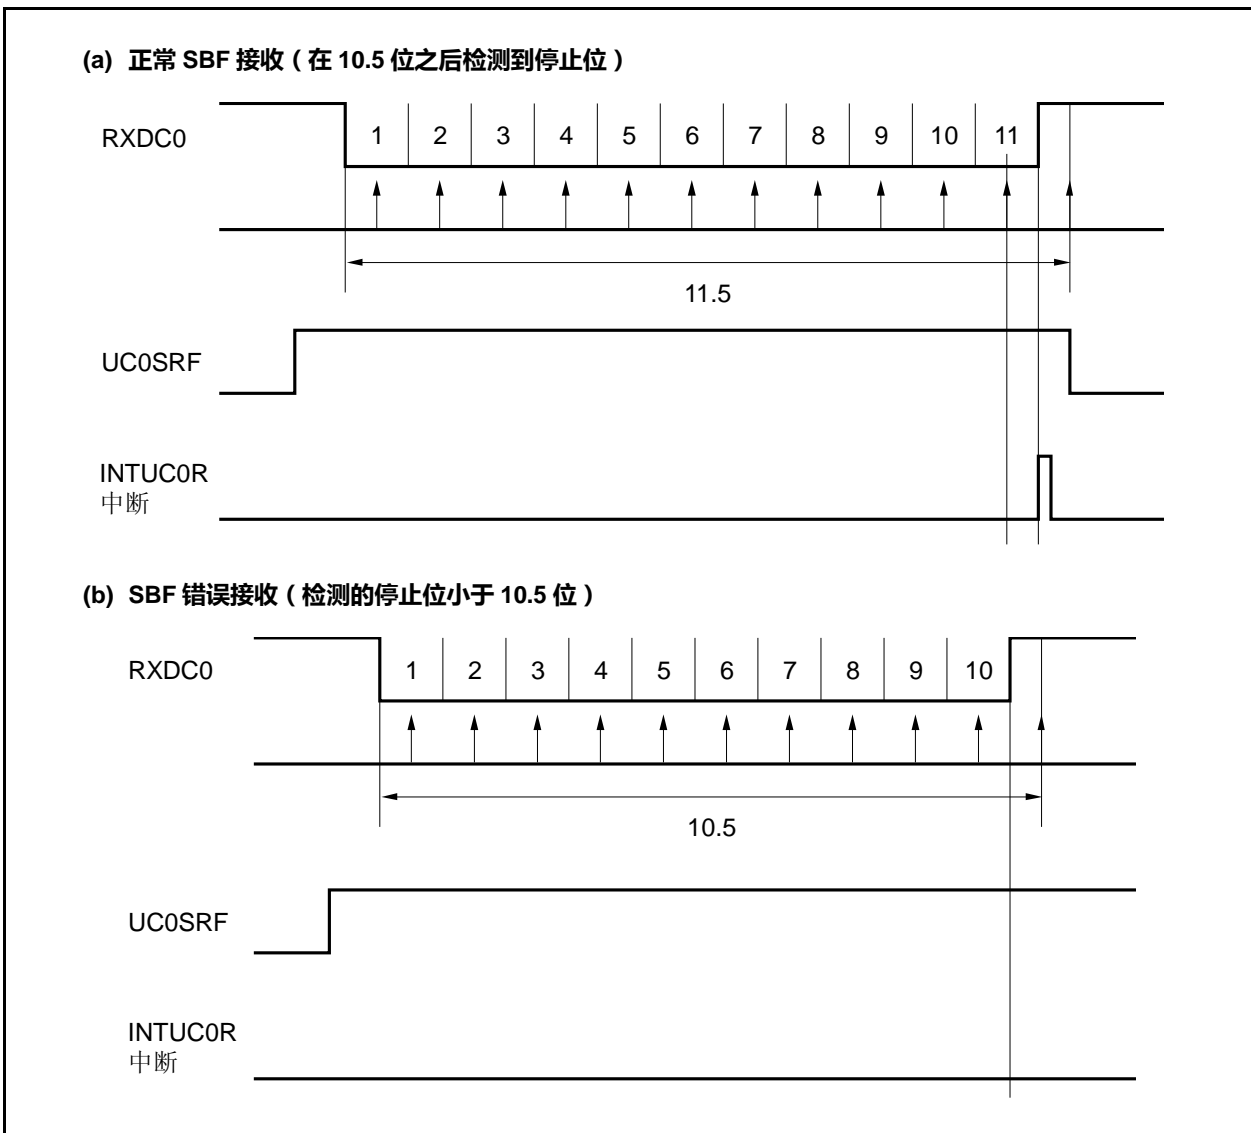 (a) 正常 SBF 接收（在 10.5 位之后检测到停止位）
RXDC0
1 2 3 4 5 6 7 8 9 10 11
11.5
UC0SRF
INTUC0R
中断
(b) SBF 错误接收（检测的停止位小于 10.5 位）
RXDC0
1 2 3 4 5 6 7 8 9 10
10.5
UC0SRF
INTUC0R
中断